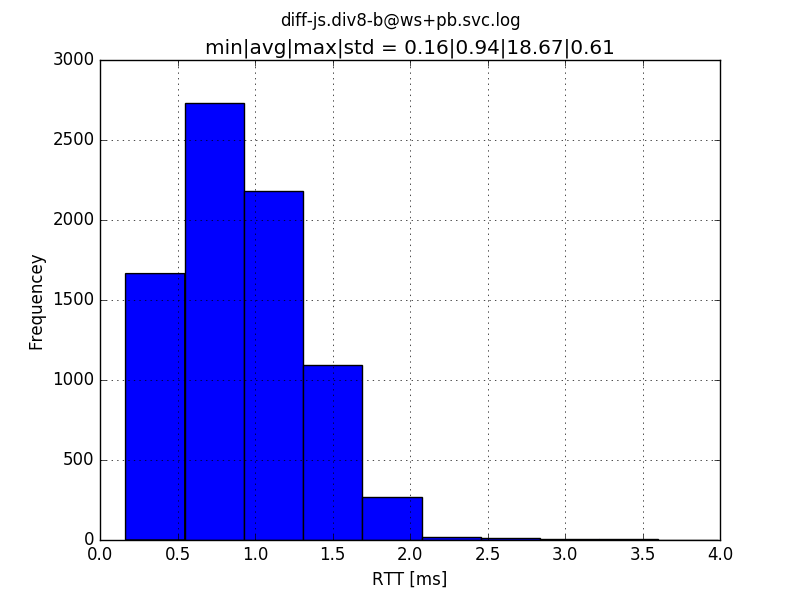 diff-js.div8-b@ws+pb.svc.log
min|avg|max|std = 0.16|0.94|18.67|0.61
3000
2500
2000
1500
1000
500
0
Frequencey
0.0 0.5 1.0 1.5 2.0 2.5 3.0 3.5 4.0
RTT [ms]